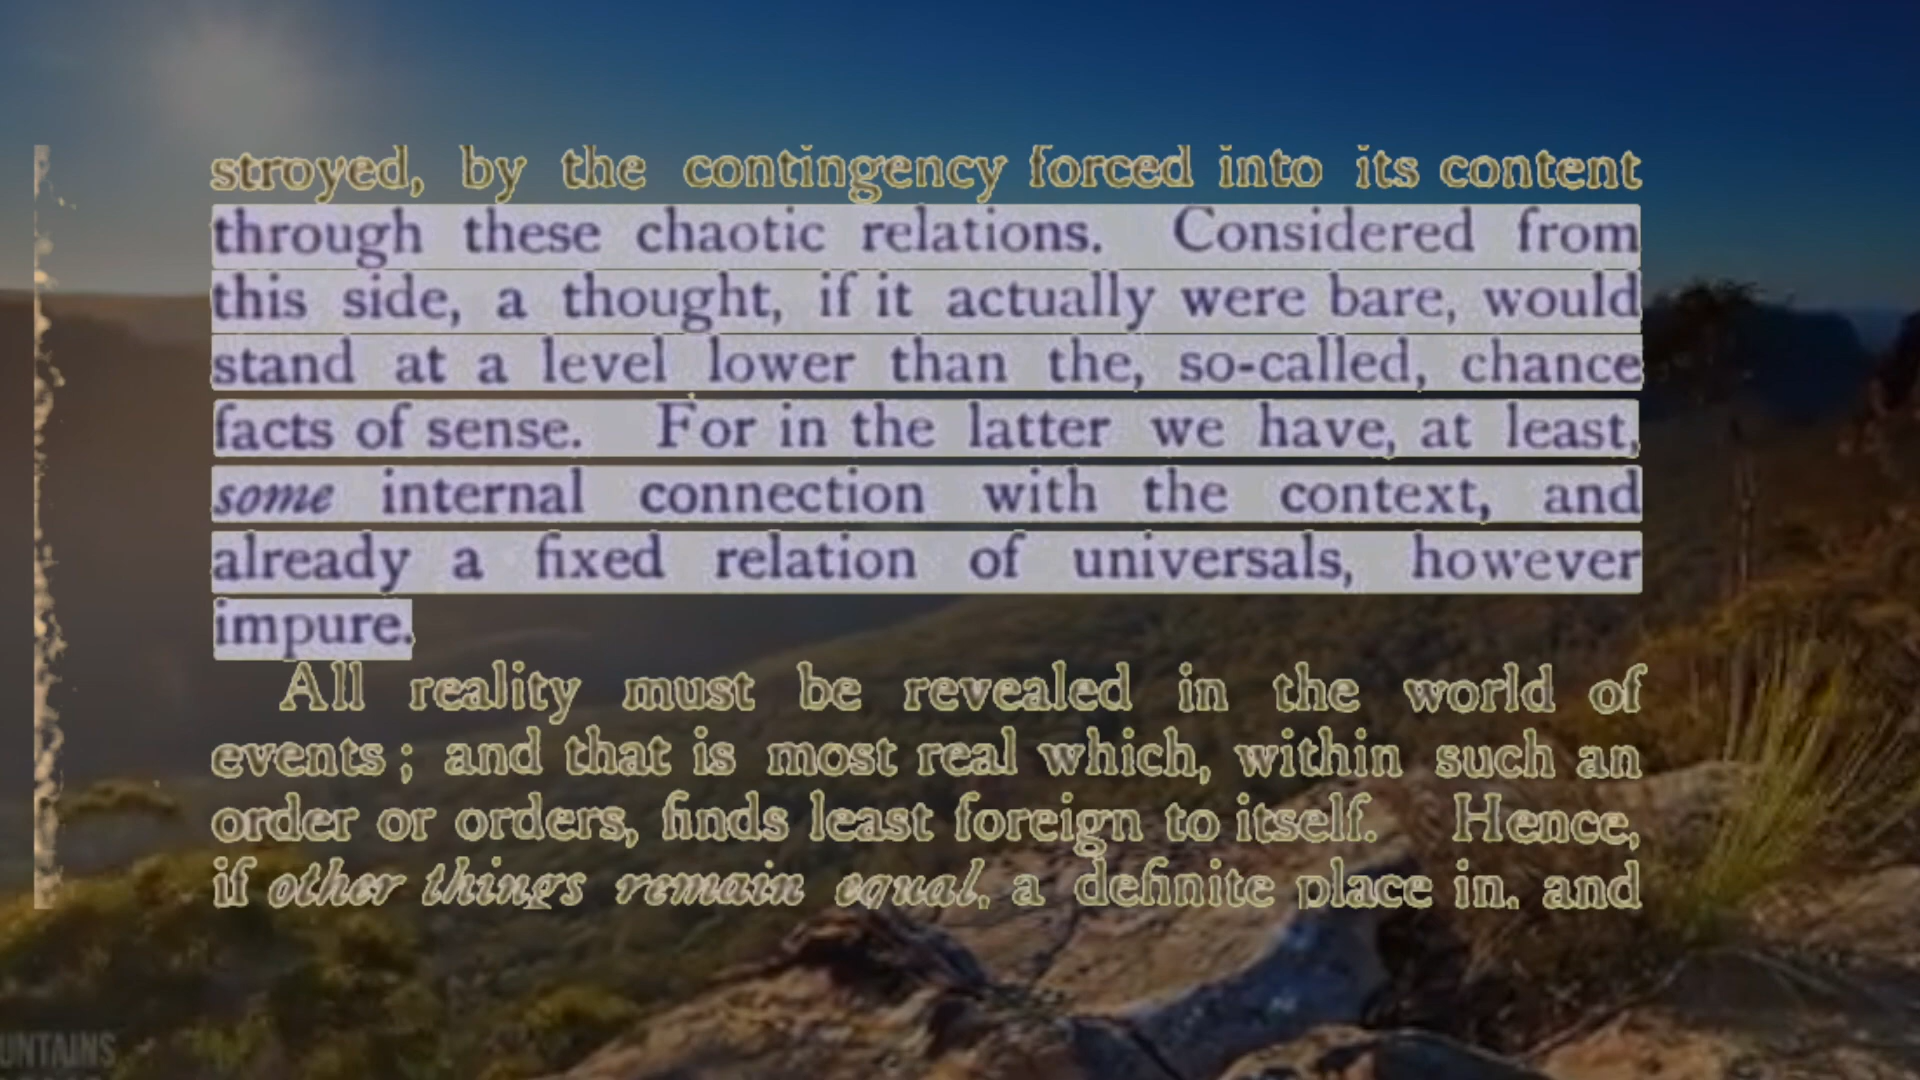 stroyed, by the contingency forced into its content
through these chaotic relations. Considered from
this side, a thought, if it actually were bare, would
stand at a level lower than the, so-called, chance
facts of sense. For in the latter we have, at least,
some internal connection with the context, and
already a fixed relation of universals, however
impure.
All reality must be revealed in the world of
events; and that is most real which, within such an
order or orders, finds least foreign to itself. Hence,
if other things remain equal, a definite place in, and
UNTAINS